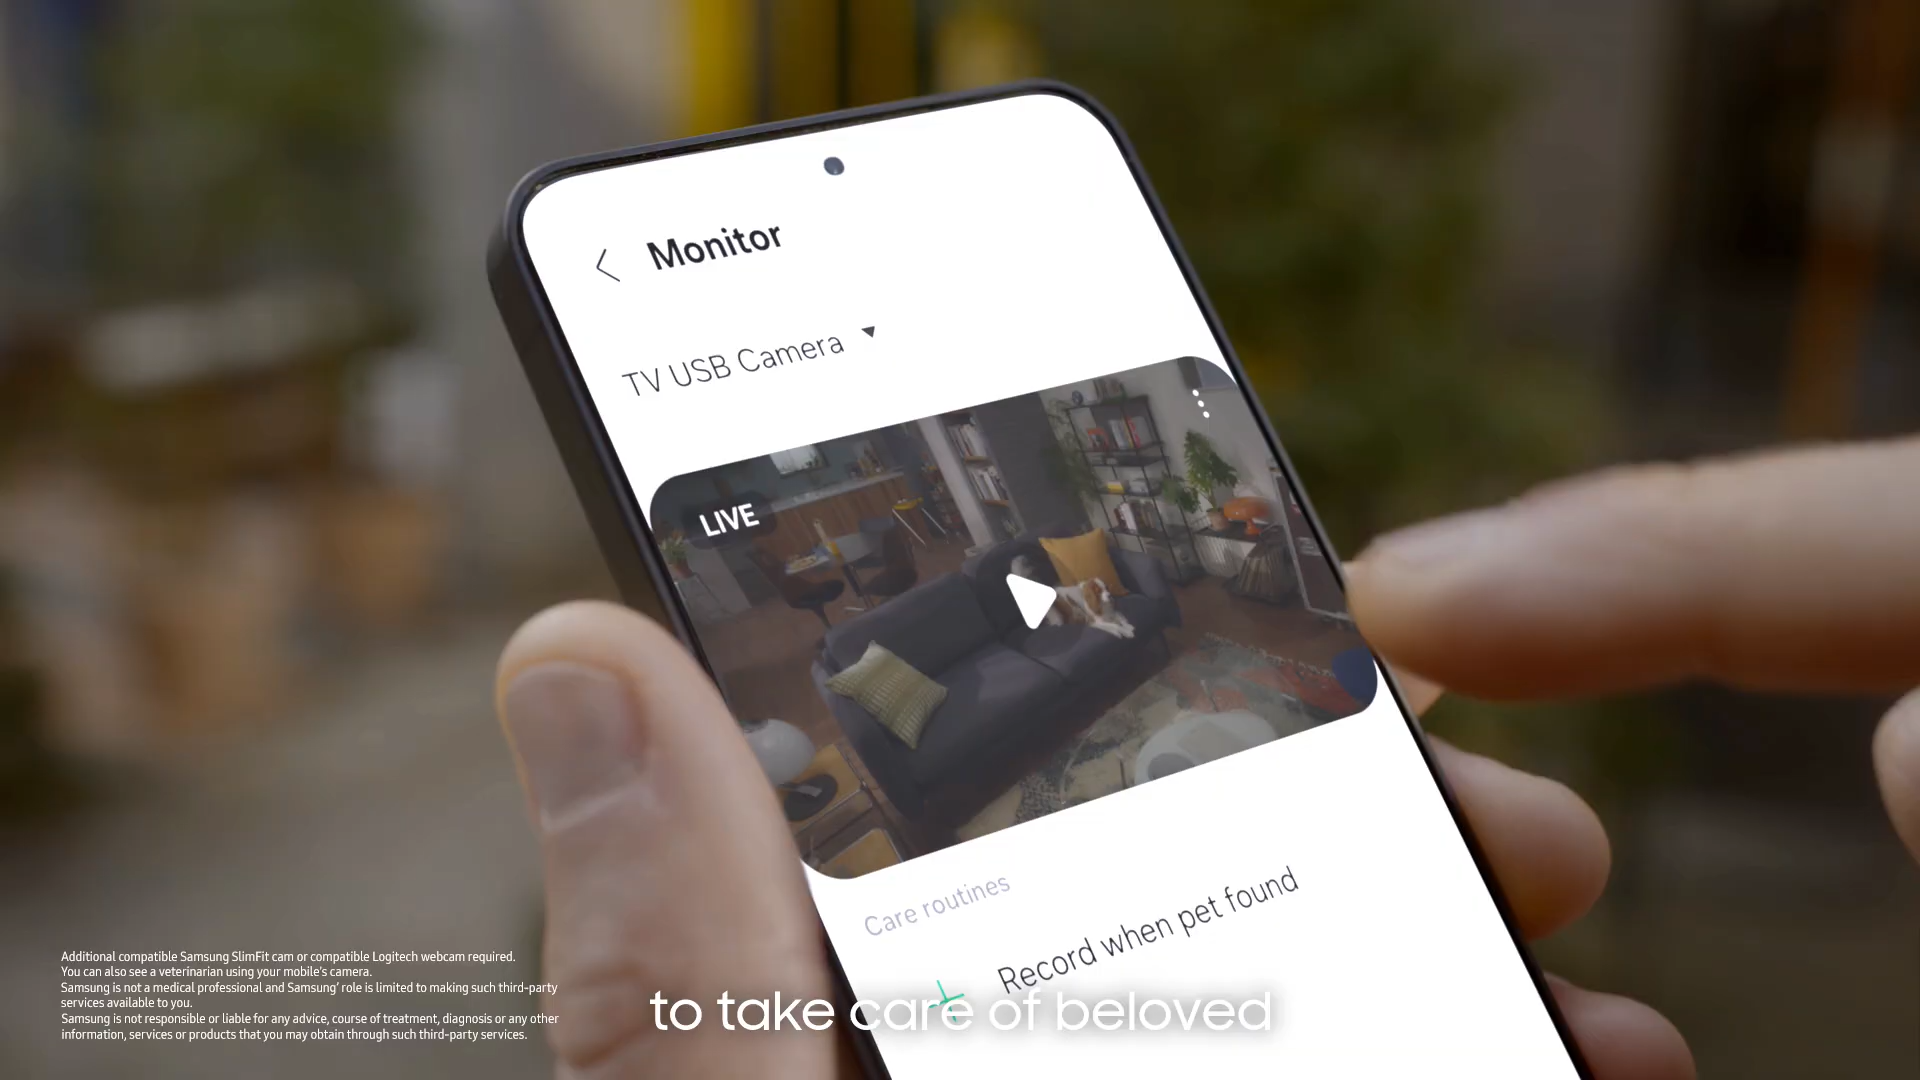 Monitor
TV USB Camera
LIVE
Care routines
Record when pet found
to take care of beloved
Additional compatible Samsung SlimFit cam or compatible Logitech webcam required.
You can also see a veterinarian using your mobile's camera.
Samsung is not a medical professional and Samsung' role is limited to making such third-party
services available to you.
Samsung is not responsible or liable for any advice, course of treatment, diagnosis or any other
information, services or products that you may obtain through such third-party services.